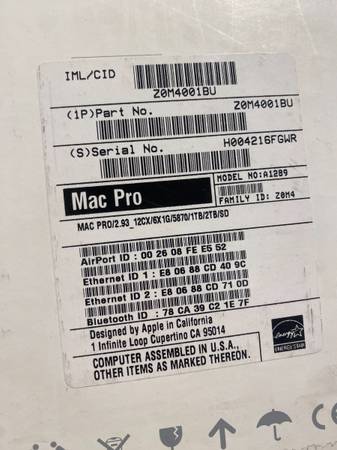 IML/CID
Z0M4001BU
(1P)Part No. Z0M4001BU
(S)Serial No. H004216FGWR
Mac Pro
MODEL NO: A1289
FAMILY ID: Z0M4
MAC PRO/2.93_12CX/6X1G/5870/1TB/2TB/SD
AirPort ID : 00 26 08 FE E5 52
Ethernet ID 1 : E8 06 88 CD 40 9C
Ethernet ID 2 : E8 06 88 CD 71 0D
Bluetooth ID : 78 CA 39 C2 1E 7F
Designed by Apple in California
1 Infinite Loop Cupertino CA 95014
COMPUTER ASSEMBLED IN U.S.A.,
OTHER ITEMS AS MARKED THEREON.
energy
ENERGY STAR